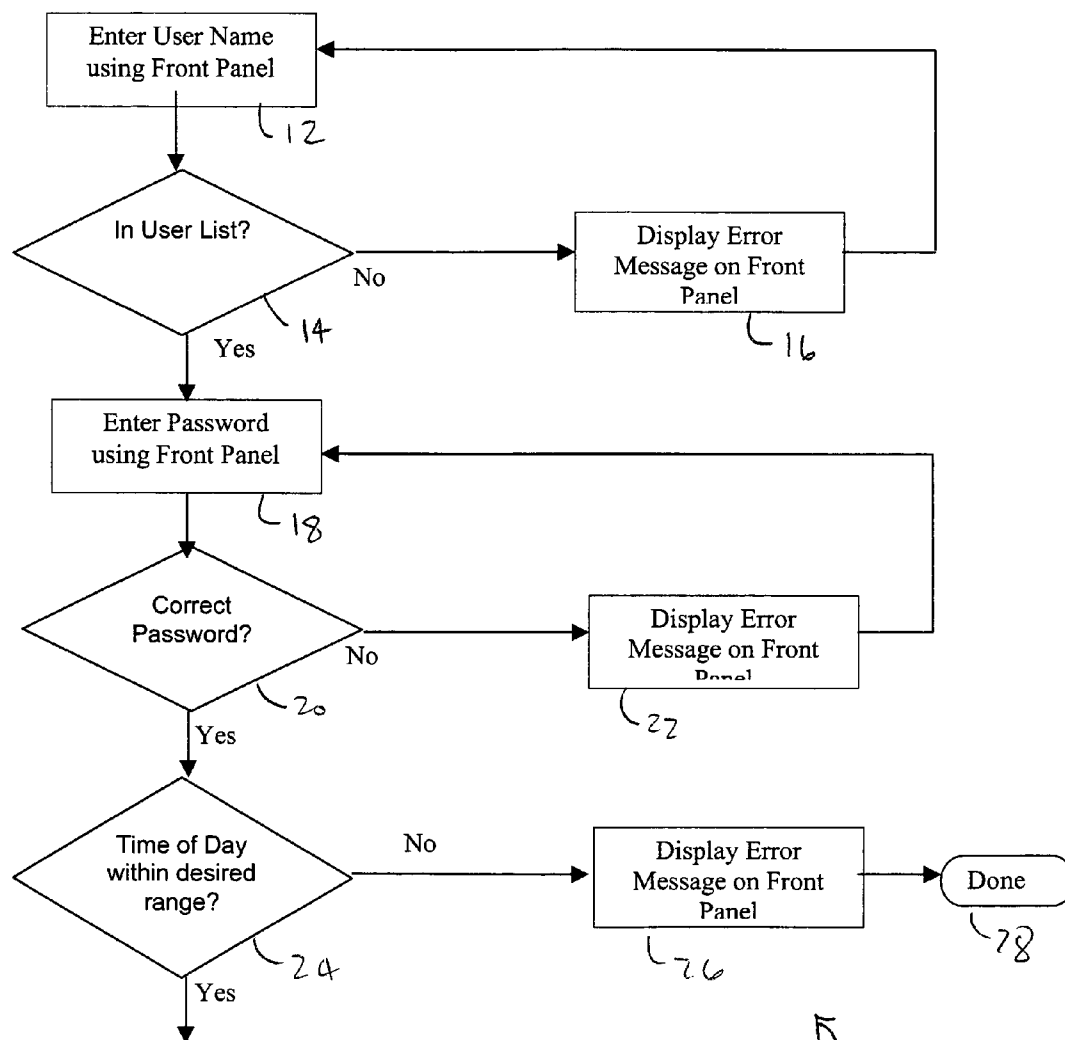 Enter User Name
using Front Panel
12
In User List?
No
Display Error
Message on Front
Panel
14
16
Yes
Enter Password
using Front Panel
18
Correct
Password?
No
Display Error
Message on Front
Panel
20
22
Yes
Time of Day
within desired
range?
No
Display Error
Message on Front
Panel
Done
24
26
28
Yes